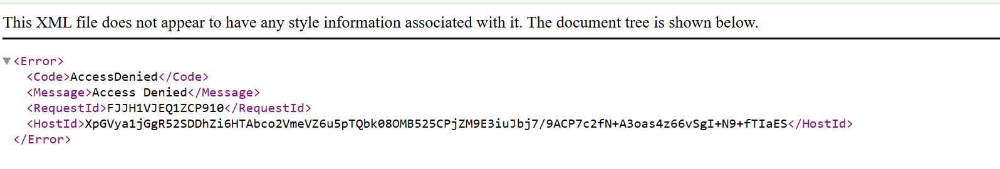 This XML file does not appear to have any style information associated with it. The document tree is shown below.
<Error>
<Code>AccessDenied</Code>
<Message>Access Denied</Message>
<RequestId>FJJH1VJEQ1ZCP910</RequestId>
<HostId>XpGVya1jGgR52SDDhZi6HTAbco2VmeVZ6u5pTQbk08OMB525CPjZM9E3iuJbj7/9ACP7c2fN+A3oas4z66vSgI+N9+fTIaES</HostId>
</Error>